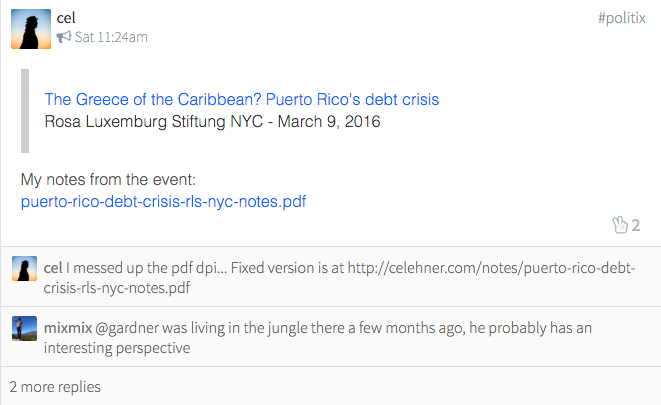 cel
#politix
Sat 11:24am
The Greece of the Caribbean? Puerto Rico's debt crisis
Rosa Luxemburg Stiftung NYC - March 9, 2016
My notes from the event:
puerto-rico-debt-crisis-rls-nyc-notes.pdf
2
cel I messed up the pdf dpi... Fixed version is at http://celehner.com/notes/puerto-rico-debt-
crisis-rls-nyc-notes.pdf
mixmix @gardner was living in the jungle there a few months ago, he probably has an
interesting perspective
2 more replies